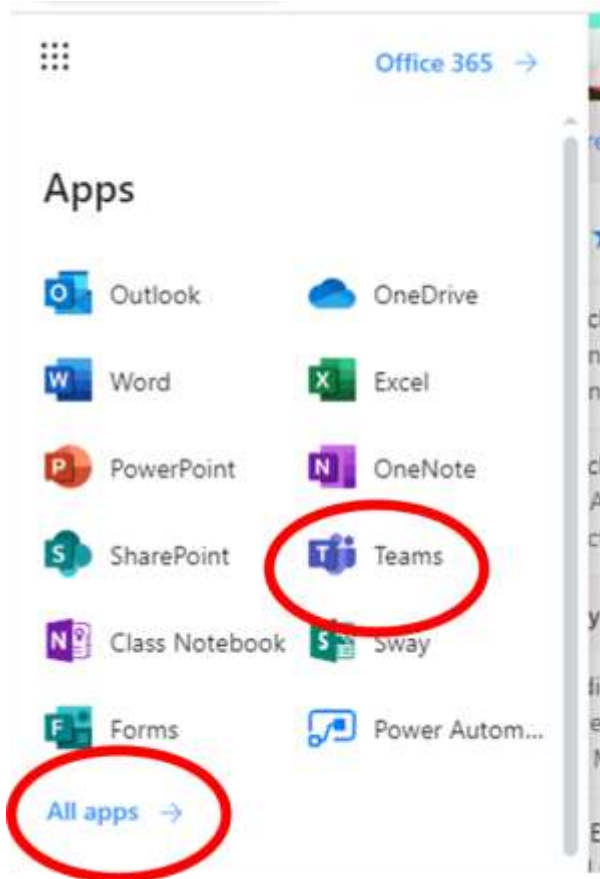 Office 365 →
Apps
Outlook OneDrive
Word Excel
PowerPoint OneNote
SharePoint Teams
Class Notebook Sway
Forms Power Autom...
All apps →